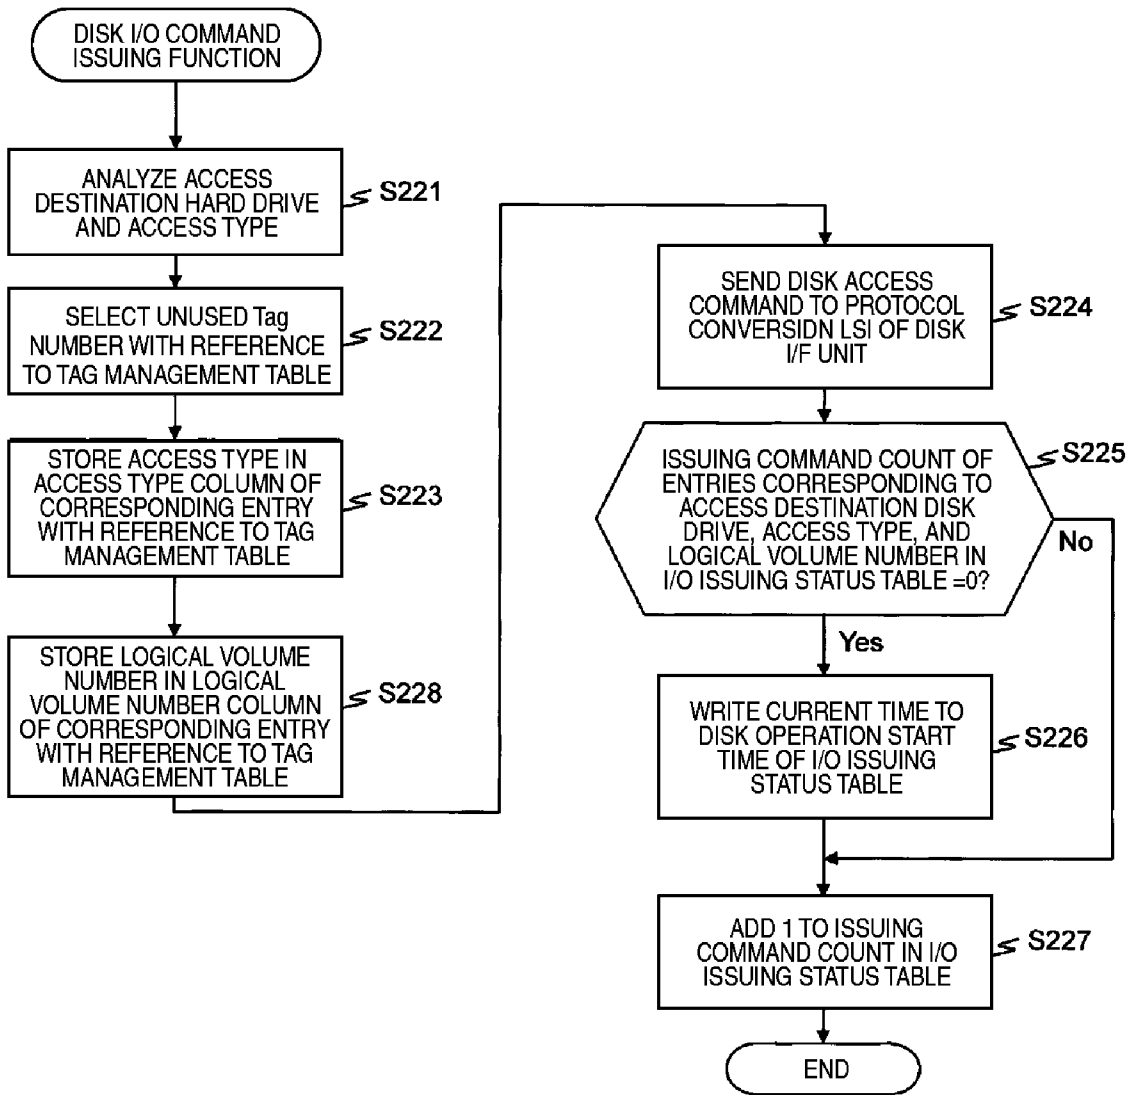 DISK I/O COMMAND
ISSUING FUNCTION
ANALYZE ACCESS
DESTINATION HARD DRIVE
AND ACCESS TYPE
S221
SELECT UNUSED Tag
NUMBER WITH REFERENCE
TO TAG MANAGEMENT TABLE
S222
STORE ACCESS TYPE IN
ACCESS TYPE COLUMN OF
CORRESPONDING ENTRY
WITH REFERENCE TO TAG
MANAGEMENT TABLE
S223
STORE LOGICAL VOLUME
NUMBER IN LOGICAL
VOLUME NUMBER COLUMN
OF CORRESPONDING ENTRY
WITH REFERENCE TO TAG
MANAGEMENT TABLE
S228
SEND DISK ACCESS
COMMAND TO PROTOCOL
CONVERSIDN LSI OF DISK
I/F UNIT
S224
ISSUING COMMAND COUNT OF
ENTRIES CORRESPONDING TO
ACCESS DESTINATION DISK
DRIVE, ACCESS TYPE, AND
LOGICAL VOLUME NUMBER IN
I/O ISSUING STATUS TABLE =0?
S225
No
Yes
WRITE CURRENT TIME TO
DISK OPERATION START
TIME OF I/O ISSUING
STATUS TABLE
S226
ADD 1 TO ISSUING
COMMAND COUNT IN I/O
ISSUING STATUS TABLE
S227
END